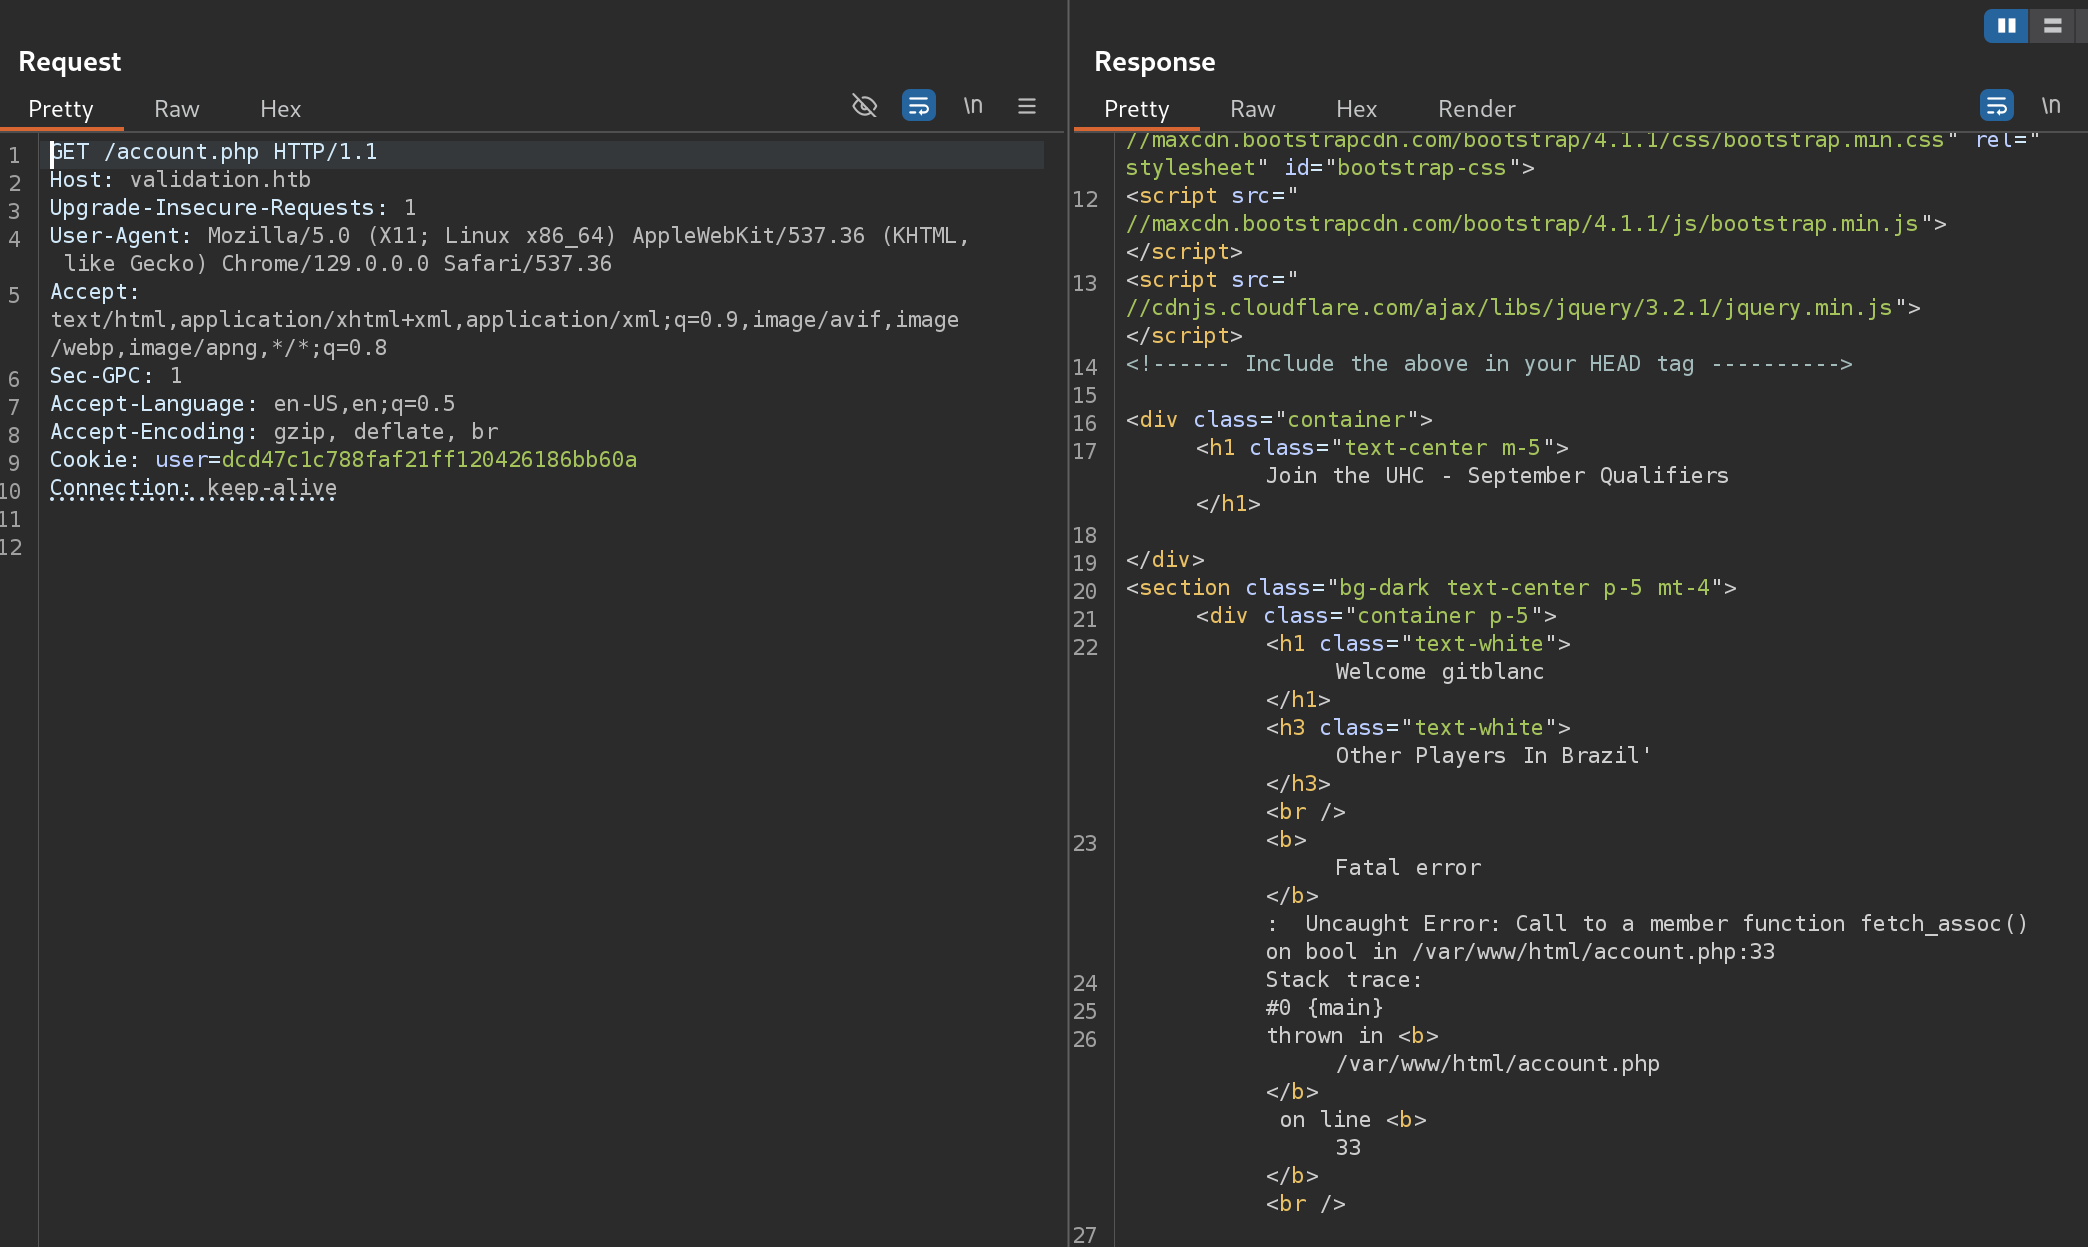 Request
Pretty Raw Hex \n
1 GET /account.php HTTP/1.1
2 Host: validation.htb
3 Upgrade-Insecure-Requests: 1
4 User-Agent: Mozilla/5.0 (X11; Linux x86_64) AppleWebKit/537.36 (KHTML,
like Gecko) Chrome/129.0.0.0 Safari/537.36
5 Accept:
text/html,application/xhtml+xml,application/xml;q=0.9,image/avif,image
/webp,image/apng,*/*;q=0.8
6 Sec-GPC: 1
7 Accept-Language: en-US,en;q=0.5
8 Accept-Encoding: gzip, deflate, br
9 Cookie: user=dcd47c1c788faf21ff120426186bb60a
10 Connection: keep-alive
11
12
Response
Pretty Raw Hex Render \n
//maxcdn.bootstrapcdn.com/bootstrap/4.1.1/css/bootstrap.min.css" rel="
stylesheet" id="bootstrap-css">
12 <script src="
//maxcdn.bootstrapcdn.com/bootstrap/4.1.1/js/bootstrap.min.js">
</script>
13 <script src="
//cdnjs.cloudflare.com/ajax/libs/jquery/3.2.1/jquery.min.js">
</script>
14 <!------ Include the above in your HEAD tag ---------->
15
16 <div class="container">
17 <h1 class="text-center m-5">
Join the UHC - September Qualifiers
</h1>
18
19 </div>
20 <section class="bg-dark text-center p-5 mt-4">
21 <div class="container p-5">
22 <h1 class="text-white">
Welcome gitblanc
</h1>
<h3 class="text-white">
Other Players In Brazil'
</h3>
<br />
23 <b>
Fatal error
</b>
:  Uncaught Error: Call to a member function fetch_assoc()
on bool in /var/www/html/account.php:33
24 Stack trace:
25 #0 {main}
26 thrown in <b>
/var/www/html/account.php
</b>
on line <b>
33
</b>
<br />
27